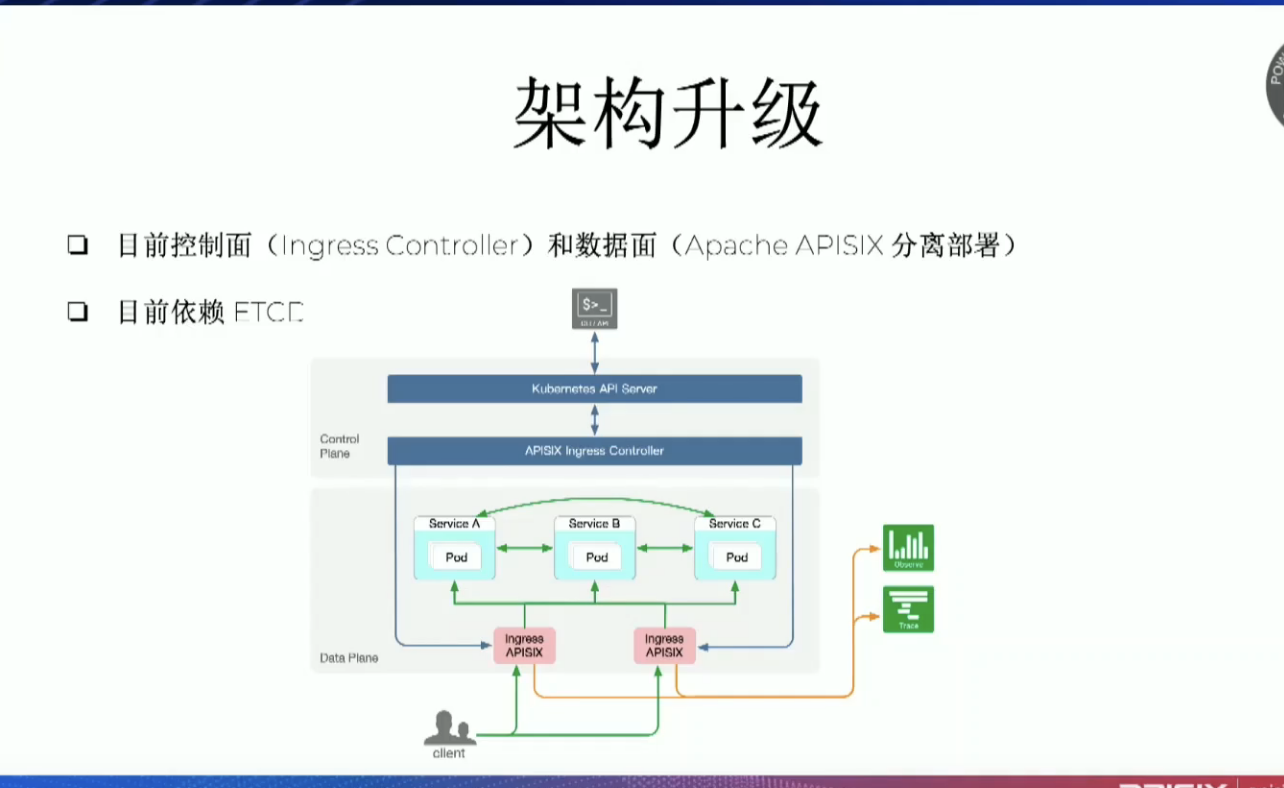 架构升级
❏ 目前控制面（Ingress Controller）和数据面（Apache APISIX 分离部署）
❏ 目前依赖 ETCD
$>_
CLI / API
Kubernetes API Server
Control
Plane
APISIX Ingress Controller
Service A
Service B
Service C
Pod
Pod
Pod
Observe
Trace
Ingress
APISIX
Ingress
APISIX
Data Plane
client
APISIX